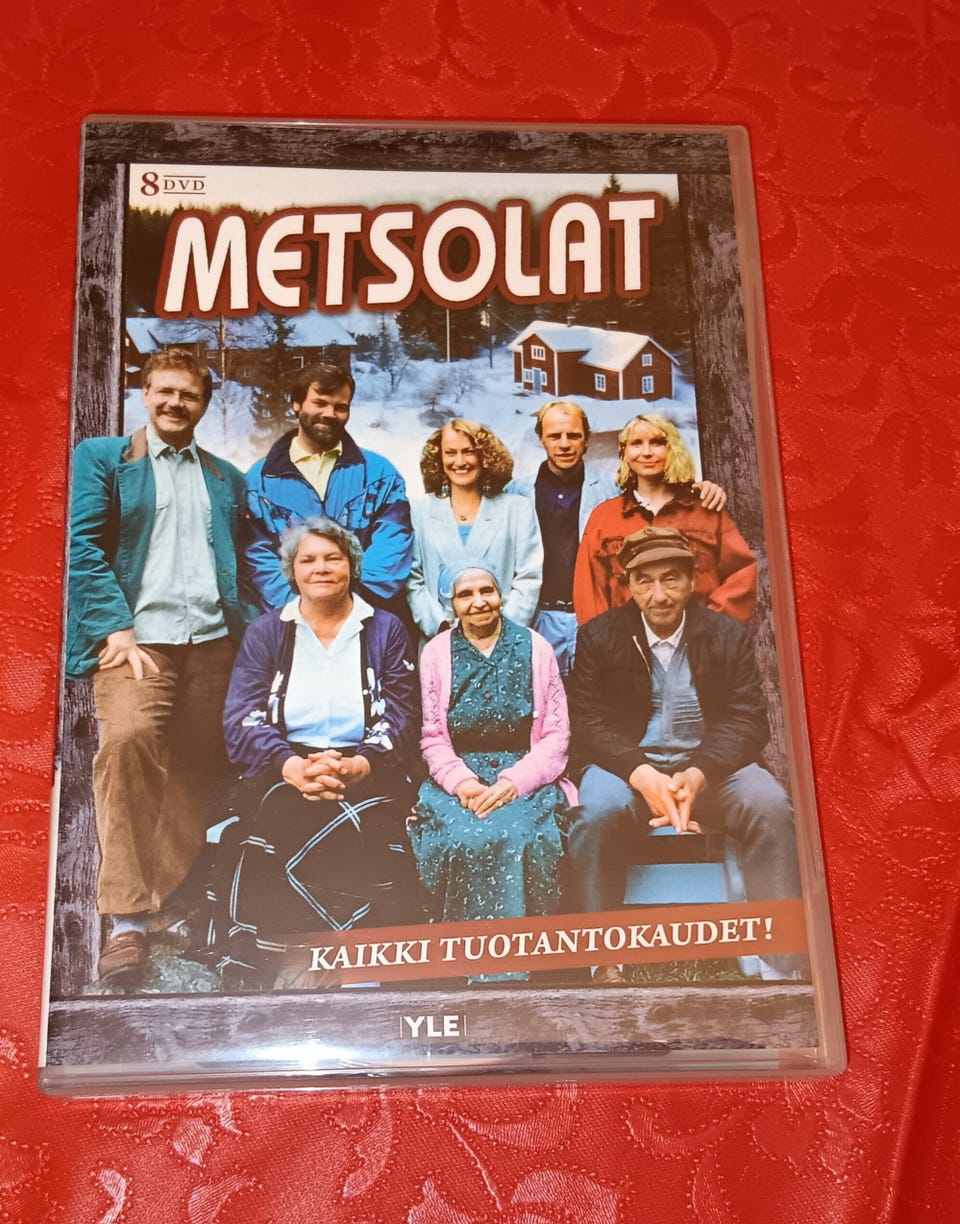 8 DVD
METSOLAT
KAIKKI TUOTANTOKAUDET!
YLE